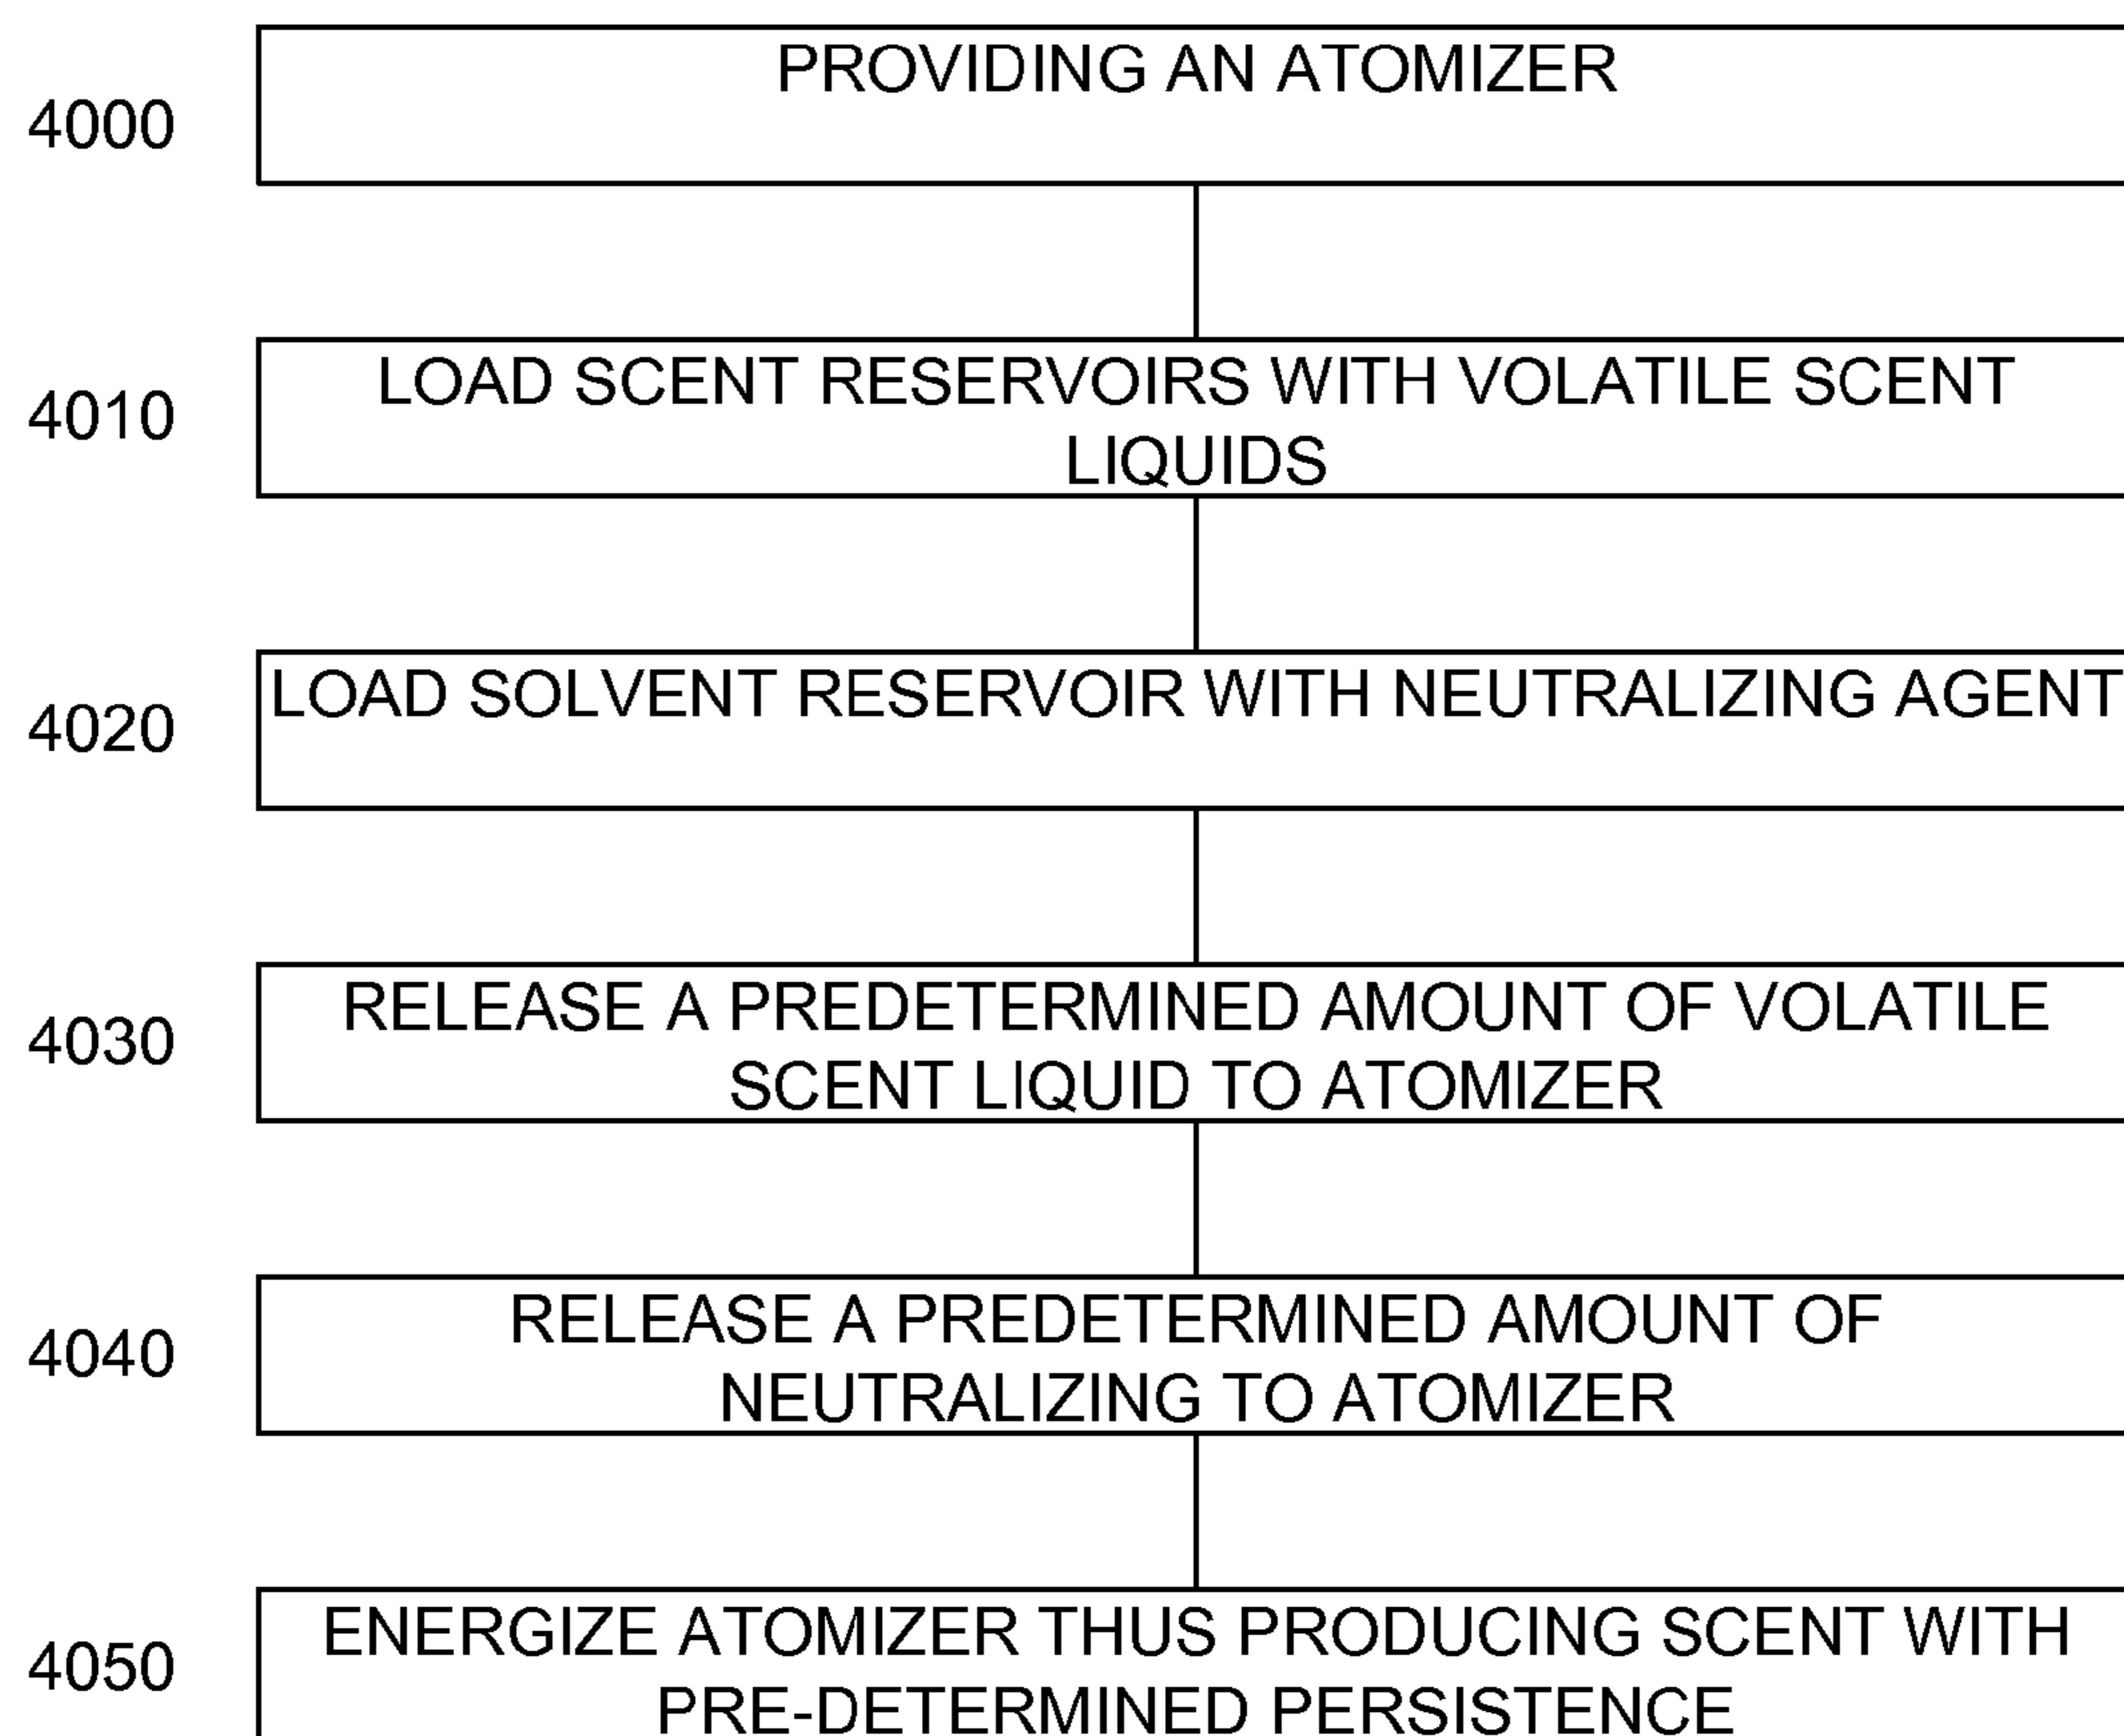 4000
PROVIDING AN ATOMIZER
4010
LOAD SCENT RESERVOIRS WITH VOLATILE SCENT
LIQUIDS
4020
LOAD SOLVENT RESERVOIR WITH NEUTRALIZING AGENT
4030
RELEASE A PREDETERMINED AMOUNT OF VOLATILE
SCENT LIQUID TO ATOMIZER
4040
RELEASE A PREDETERMINED AMOUNT OF
NEUTRALIZING TO ATOMIZER
4050
ENERGIZE ATOMIZER THUS PRODUCING SCENT WITH
PRE-DETERMINED PERSISTENCE